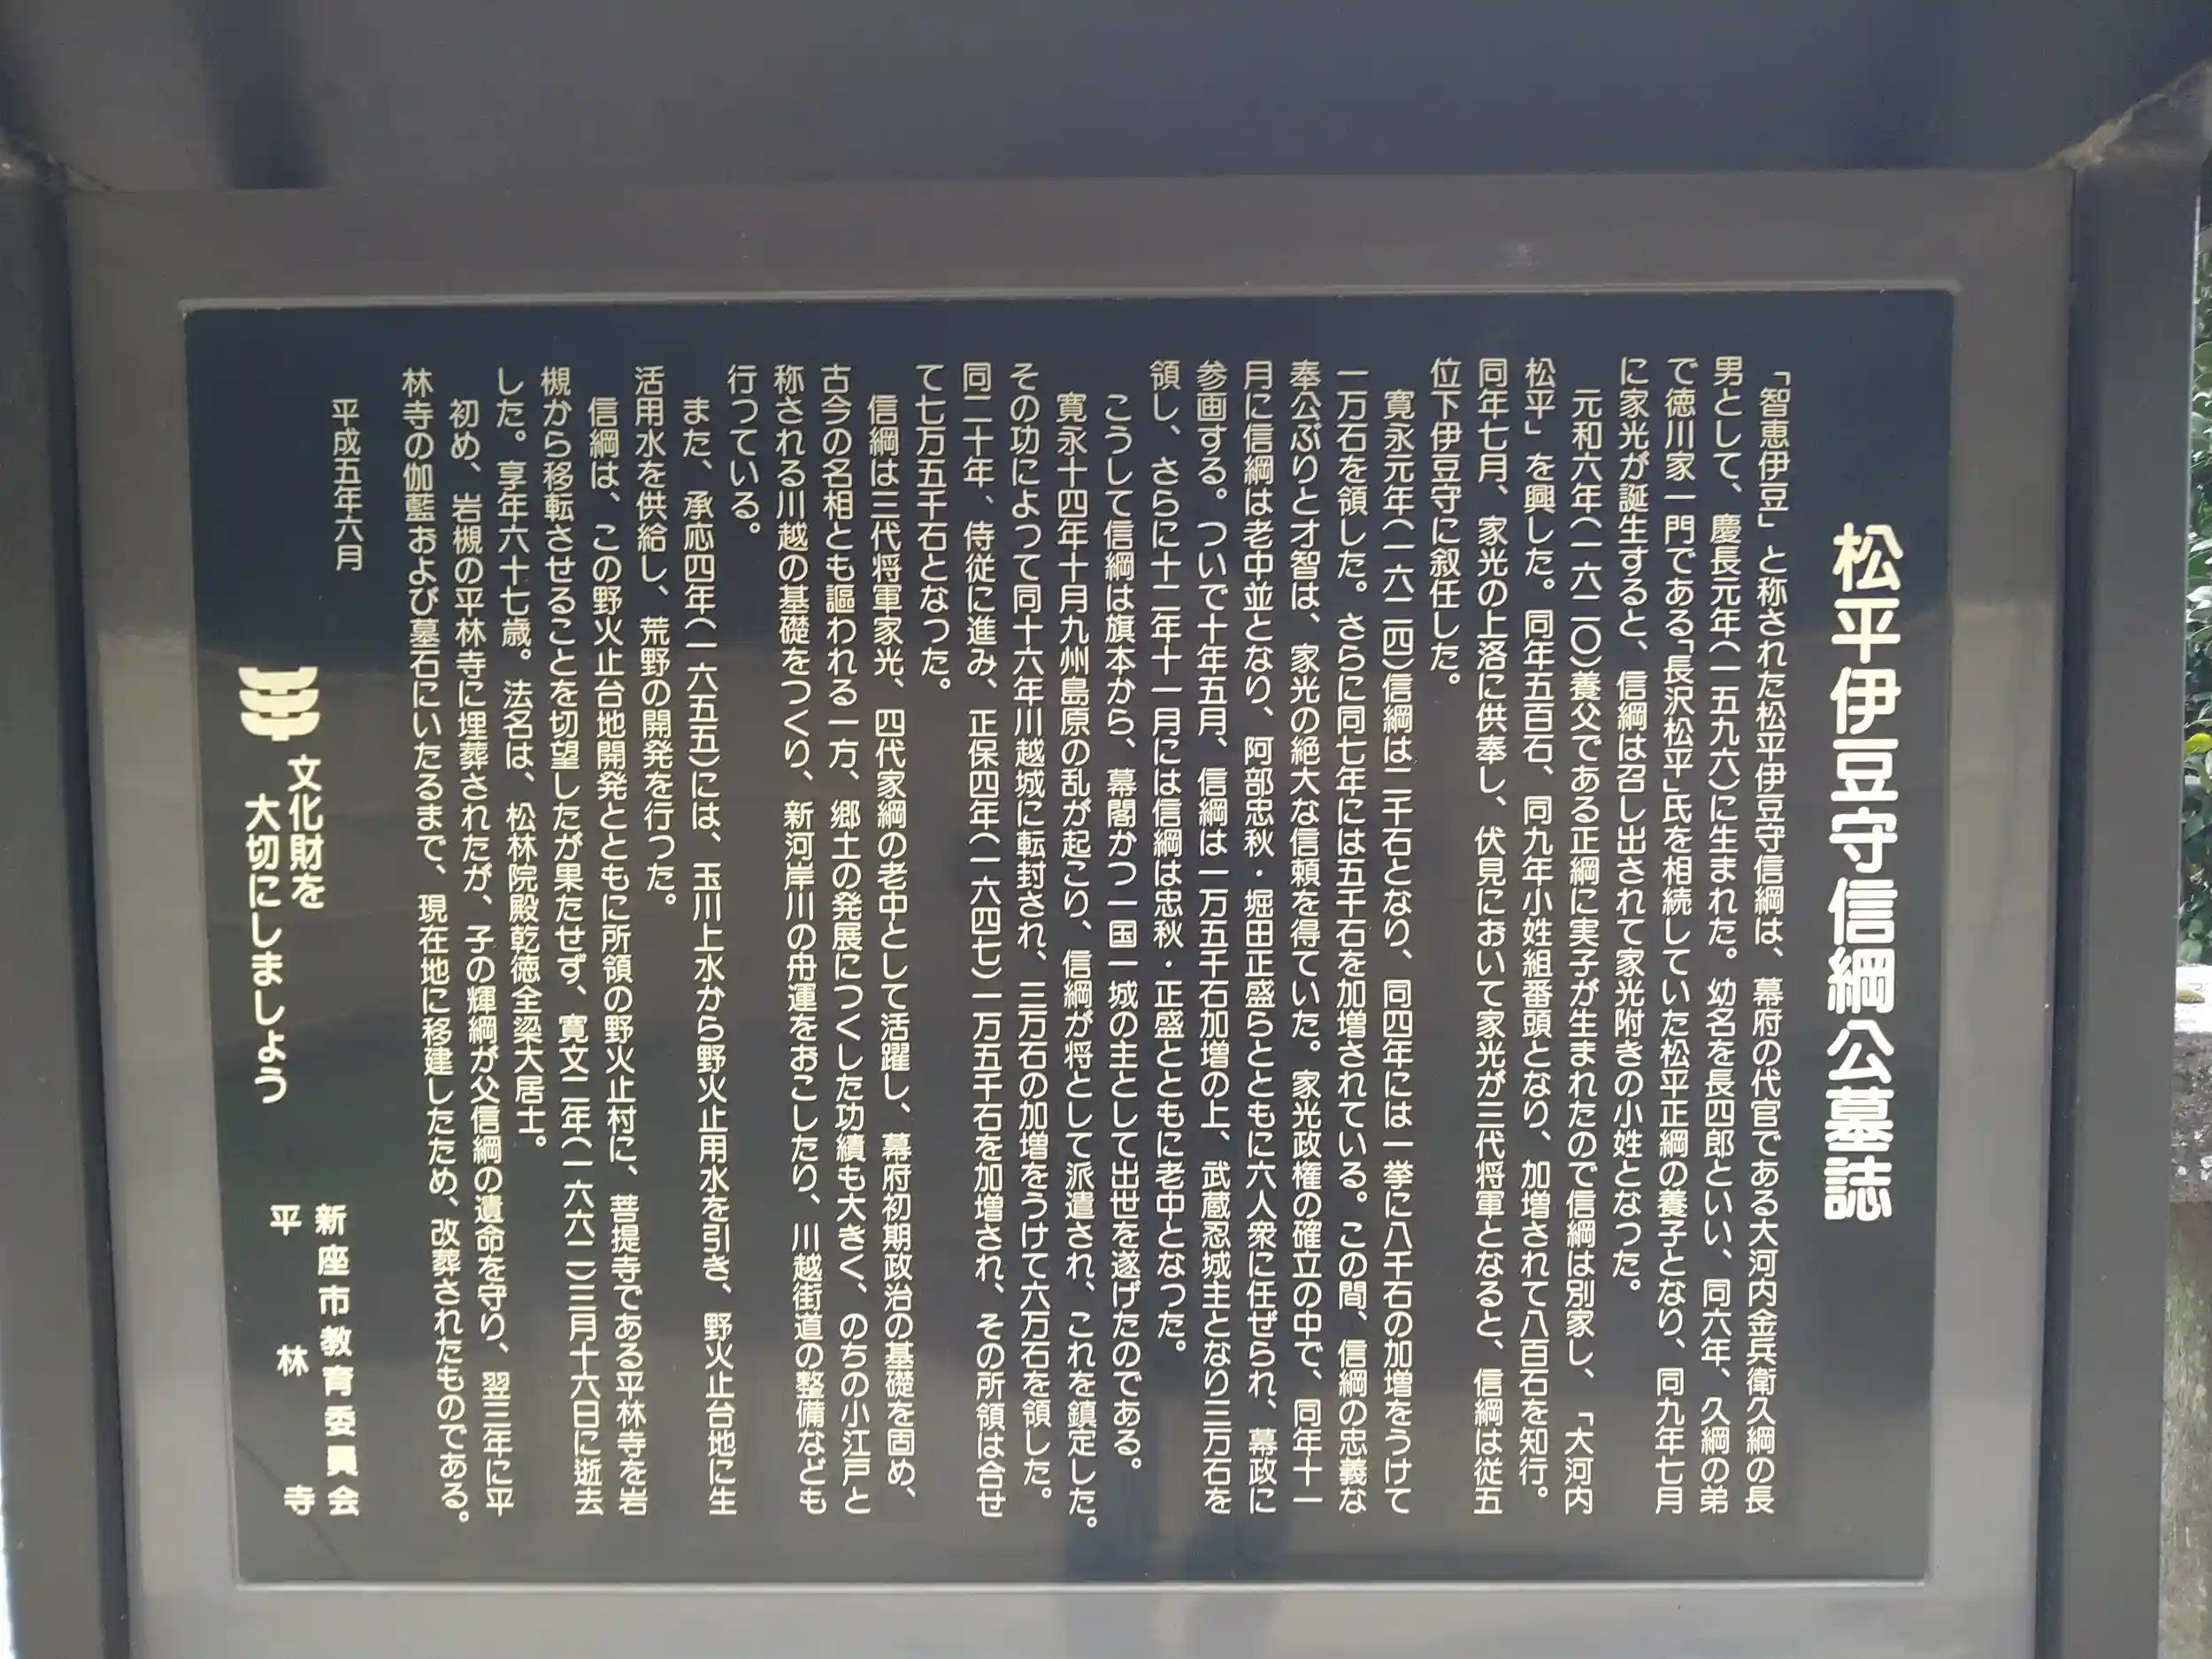 松平伊豆守信綱公墓誌
「智恵伊豆」と称された松平伊豆守信綱は、幕府の代官である大河内金兵衛久綱の長
男として、慶長元年(一五九六)に生まれた。幼名を長四郎といい、同六年、久綱の弟
で徳川家一門である「長沢松平」氏を相続していた松平正綱の養子となり、同九年七月
に家光が誕生すると、信綱は召し出されて家光附きの小姓となつた。
元和六年(一六二〇)養父である正綱に実子が生まれたので信綱は別家し、「大河内
松平」を興した。同年五百石、同九年小姓組番頭となり、加増されて八百石を知行。
同年七月、家光の上洛に供奉し、伏見において家光が三代将軍となると、信綱は従五
位下伊豆守に叙任した。
寛永元年(一六二四)信綱は二千石となり、同四年には一挙に八千石の加増をうけて
一万石を領した。さらに同七年には五千石を加増されている。この間、信綱の忠義な
奉公ぶりとオ智は、家光の絶大な信頼を得ていた。家光政権の確立の中で、同年十一
月に信綱は老中並となり、阿部忠秋・堀田正盛らとともに六人衆に任ぜられ、幕政に
参画する。ついで十年五月、信綱は一万五千石加増の上、武蔵忍城主となり三万石を
領し、さらに十二年十一月には信綱は忠秋・正盛とともに老中となつた。
こうして信綱は旗本から、幕閣かつ一国一城の主として出世を遂げたのである。
寛永十四年十月九州島原の乱が起こり、信綱が将として派遣され、これを鎮定した。
その功によつて同十六年川越城に転封され、三万石の加増をうけて六万石を領した。
同二十年、侍従に進み、正保四年(一六四七)一万五千石を加増され、その所領は合せ
て七万五千石となつた。
信綱は三代将軍家光、四代家綱の老中として活躍し、幕府初期政治の基礎を固め、
古今の名相とも謳われる一方、郷土の発展につくした功績も大きく、のちの小江戸と
称される川越の基礎をつくり、新河岸川の舟運をおこしたり、川越街道の整備なども
行つている。
また、承応四年(一六五五)には、玉川上水から野火止用水を引き、野火止台地に生
活用水を供給し、荒野の開発を行つた。
信綱は、この野火止台地開発とともに所領の野火止村に、菩提寺である平林寺を岩
槻から移転させることを切望したが果たせず、寛文二年(一六六二)三月十六日に逝去
した。享年六十七歳。法名は、松林院殿乾徳全梁大居士。
初め、岩槻の平林寺に埋葬されたが、子の輝綱が父信綱の遺命を守り、翌三年に平
林寺の伽藍および墓石にいたるまで、現在地に移建したため、改葬されたものである。
平成五年六月
文化財を
大切にしましょう
新座市教育委員会
平林寺